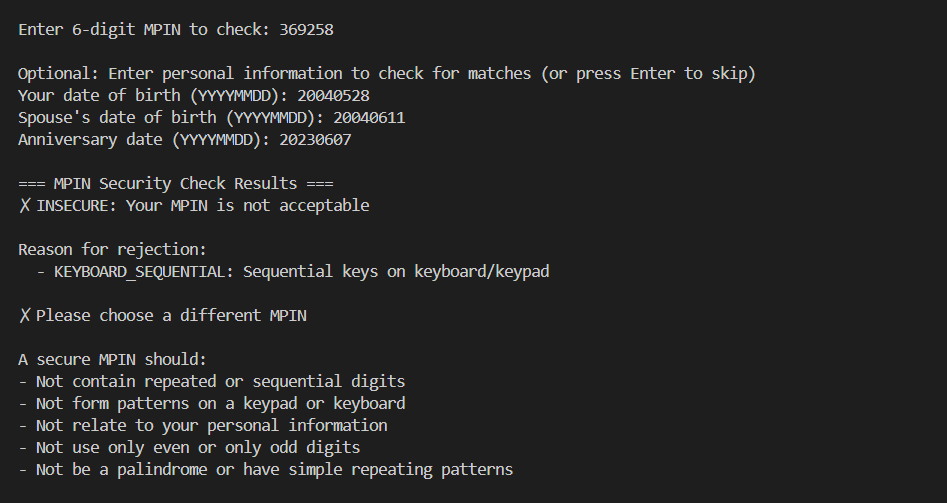 Enter 6-digit MPIN to check: 369258
Optional: Enter personal information to check for matches (or press Enter to skip)
Your date of birth (YYYYMMDD): 20040528
Spouse's date of birth (YYYYMMDD): 20040611
Anniversary date (YYYYMMDD): 20230607
=== MPIN Security Check Results ===
✗ INSECURE: Your MPIN is not acceptable
Reason for rejection:
- KEYBOARD_SEQUENTIAL: Sequential keys on keyboard/keypad
✗ Please choose a different MPIN
A secure MPIN should:
- Not contain repeated or sequential digits
- Not form patterns on a keypad or keyboard
- Not relate to your personal information
- Not use only even or only odd digits
- Not be a palindrome or have simple repeating patterns